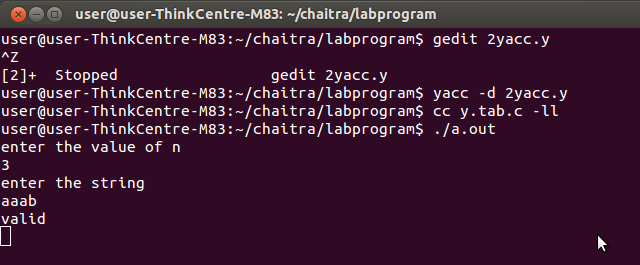 user@user-ThinkCentre-M83: ~/chaitra/labprogram
user@user-ThinkCentre-M83:~/chaitra/labprogram$ gedit 2yacc.y
^Z
[2]+  Stopped                 gedit 2yacc.y
user@user-ThinkCentre-M83:~/chaitra/labprogram$ yacc -d 2yacc.y
user@user-ThinkCentre-M83:~/chaitra/labprogram$ cc y.tab.c -ll
user@user-ThinkCentre-M83:~/chaitra/labprogram$ ./a.out
enter the value of n
3
enter the string
aaab
valid